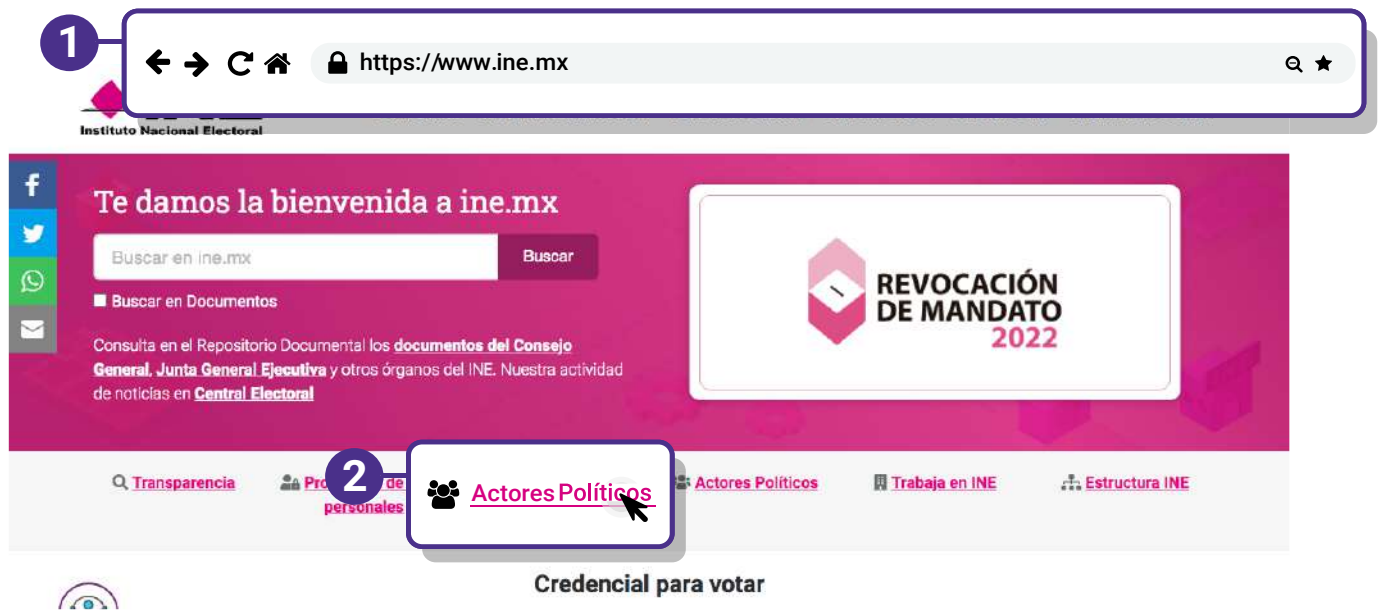 1
https://www.ine.mx
Instituto Nacional Electoral
Te damos la bienvenida a ine.mx
Buscar en ine.mx
Buscar
Buscar en Documentos
Consulta en el Repositorio Documental los documentos del Consejo
General, Junta General Ejecutiva y otros órganos del INE. Nuestra actividad
de noticias en Central Electoral
REVOCACIÓN
DE MANDATO
2022
2
Transparencia
de
personales
Actores Políticos
Actores Políticos
Trabaja en INE
Estructura INE
Credencial para votar